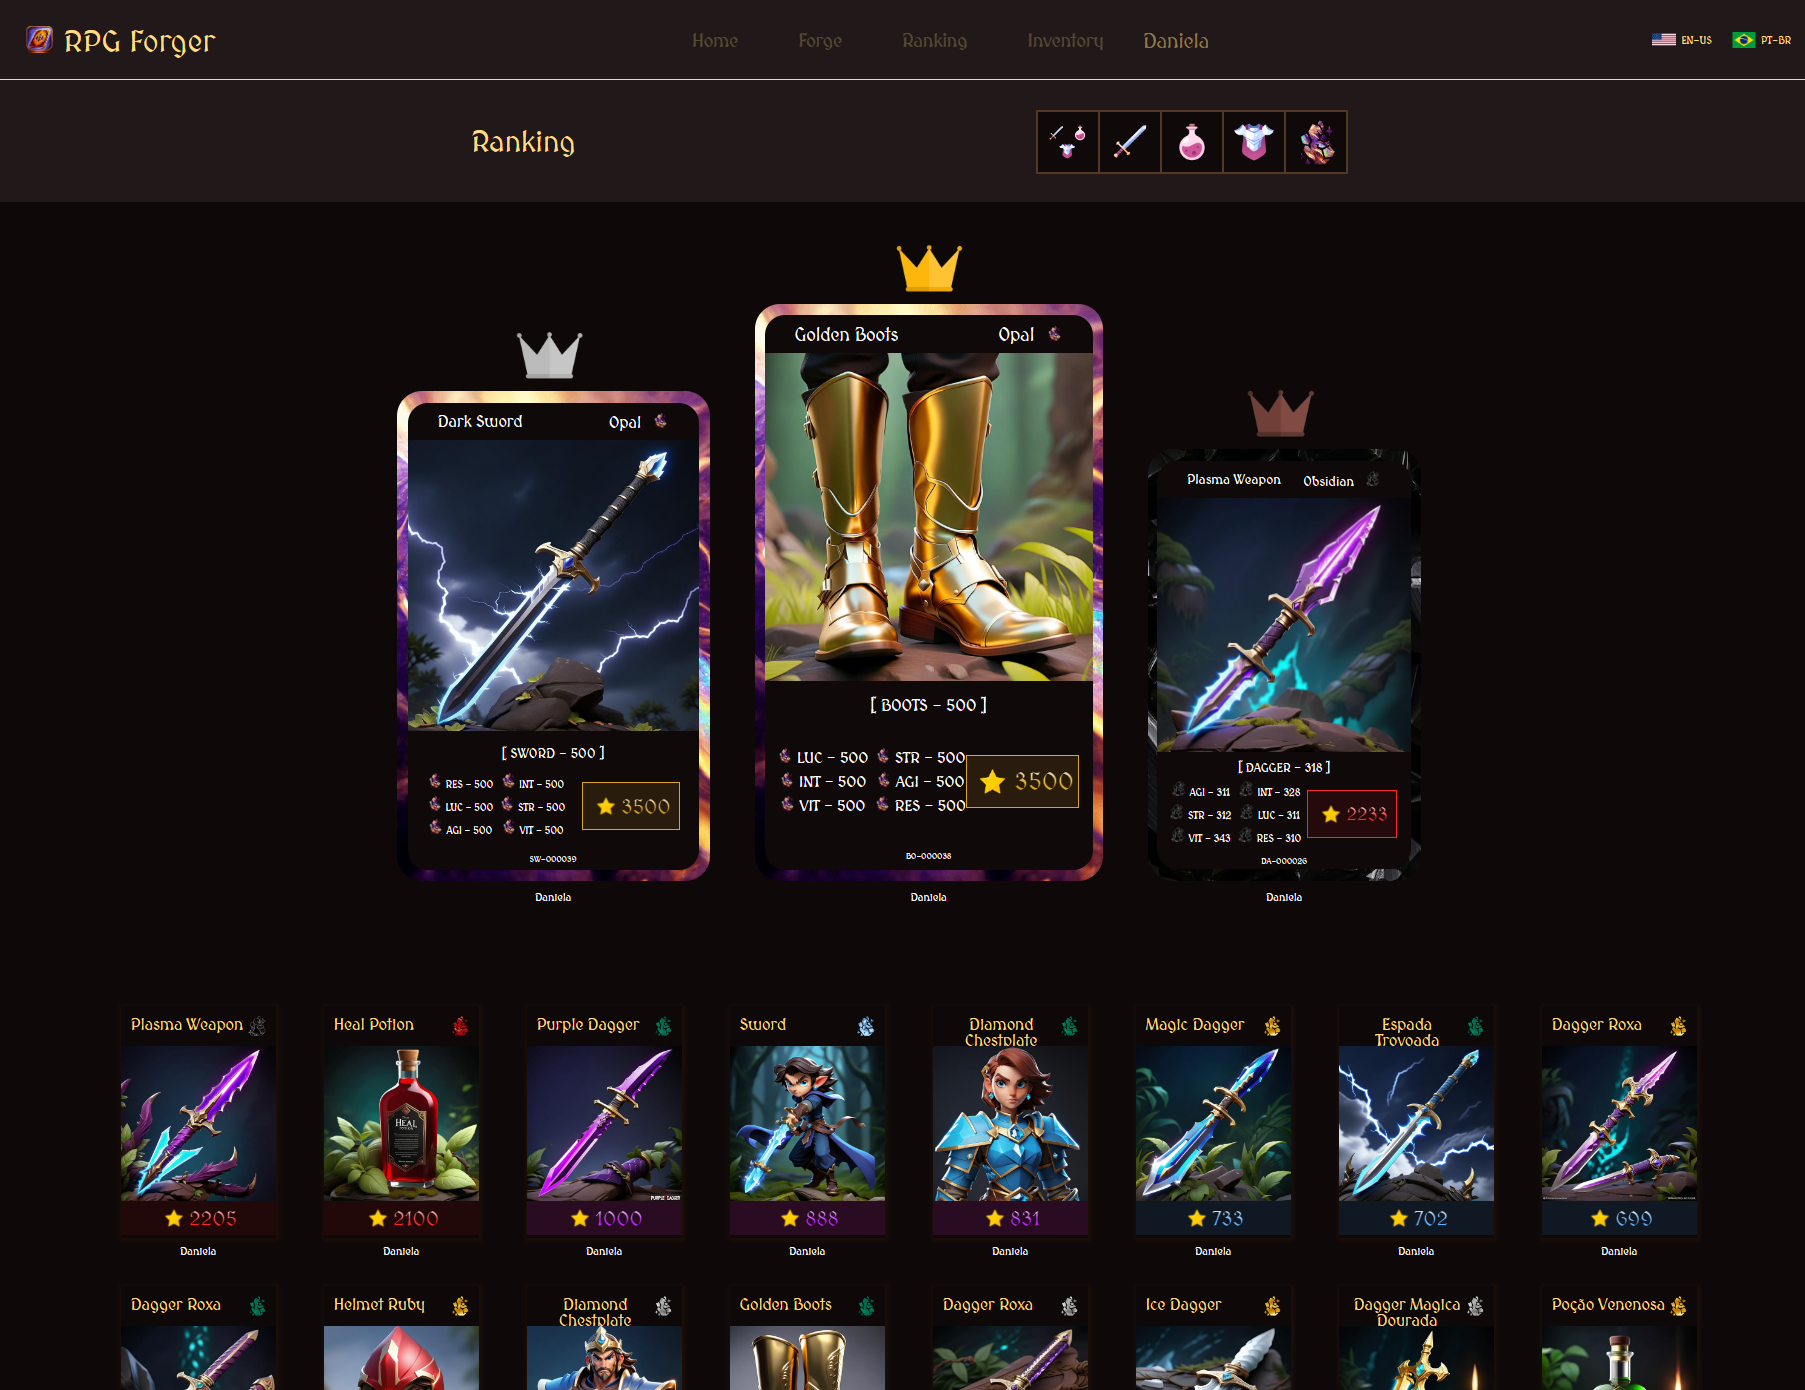 RPG Forger
Home
Forge
Ranking
Inventory
Daniela
EN-US
PT-BR
Ranking
Dark Sword
Opal
[ SWORD - 500 ]
RES - 500
INT - 500
LUC - 500
STR - 500
AGI - 500
VIT - 500
3500
SW-000039
Daniela
Golden Boots
Opal
[ BOOTS - 500 ]
LUC - 500
STR - 500
INT - 500
AGI - 500
VIT - 500
RES - 500
3500
BO-000038
Daniela
Plasma Weapon
Obsidian
[ DAGGER - 318 ]
AGI - 311
INT - 328
STR - 312
LUC - 311
VIT - 343
RES - 310
2233
DA-000026
Daniela
Plasma Weapon
2205
Daniela
Heal Potion
HEAL
2100
Daniela
Purple Dagger
PURPLE DAGGER
1000
Daniela
Sword
888
Daniela
Diamond
Chestplate
831
Daniela
Magic Dagger
733
Daniela
Espada
Trovoada
702
Daniela
Dagger Roxa
699
Daniela
Dagger Roxa
Helmet Ruby
Diamond
Chestplate
Golden Boots
Dagger Roxa
Ice Dagger
Dagger Magica
Dourada
Poção Venenosa